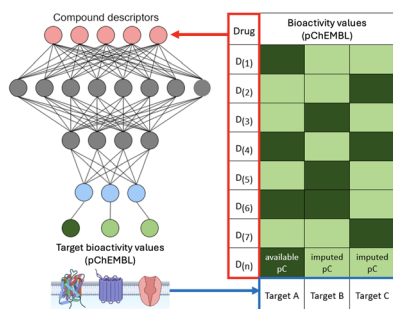 Compound descriptors
Target bioactivity values
(pChEMBL)
Drug
Bioactivity values
(pChEMBL)
D(1)
D(2)
D(3)
D(4)
D(5)
D(6)
D(7)
D(n)
available pC
imputed pC
imputed pC
Target A
Target B
Target C